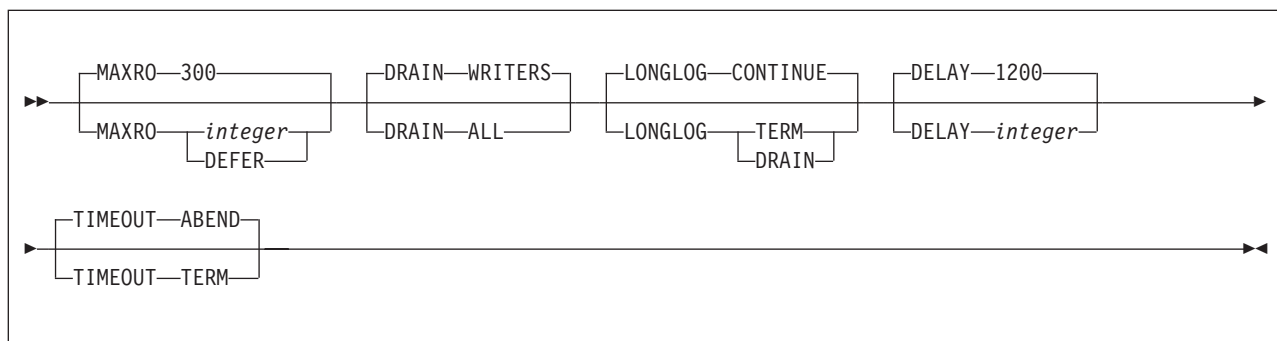 MAXRO 300 DRAIN WRITERS LONGLOG CONTINUE DELAY 1200
MAXRO integer DRAIN ALL LONGLOG TERM DELAY integer
DEFER DRAIN
TIMEOUT ABEND
TIMEOUT TERM